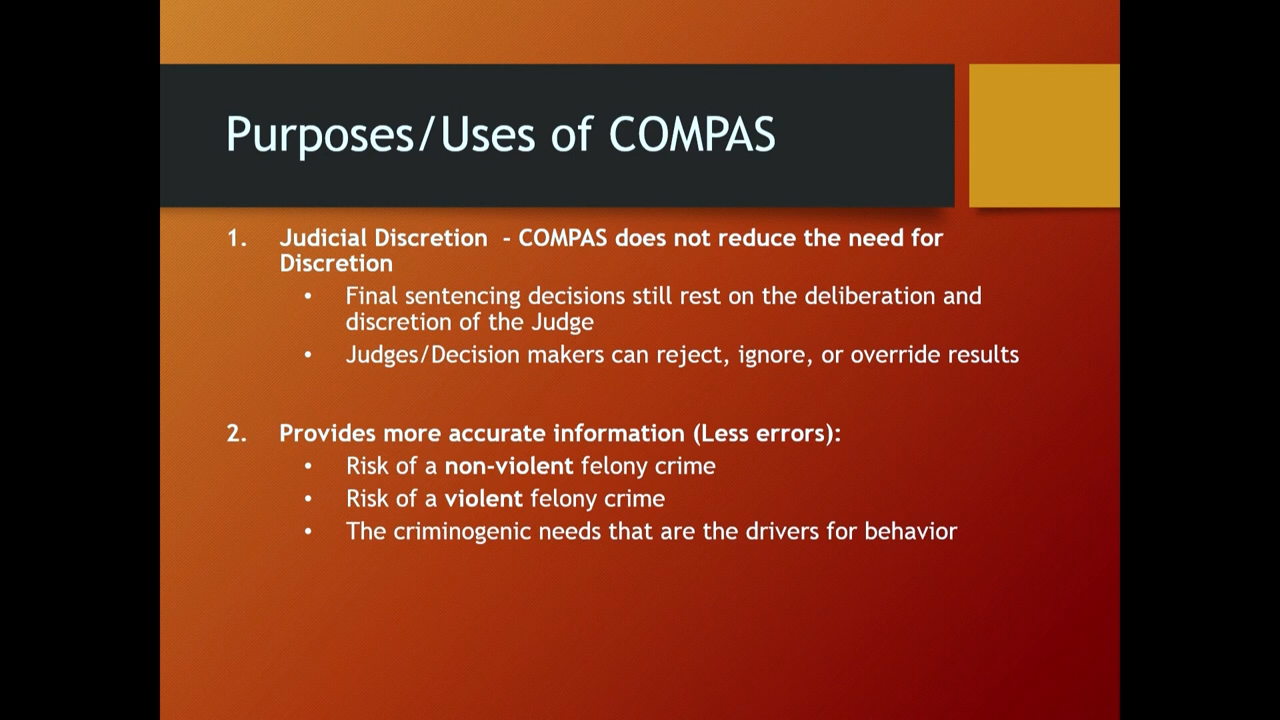 Purposes/Uses of COMPAS
1. Judicial Discretion - COMPAS does not reduce the need for
Discretion
• Final sentencing decisions still rest on the deliberation and
discretion of the Judge
• Judges/Decision makers can reject, ignore, or override results
2. Provides more accurate information (Less errors):
• Risk of a non-violent felony crime
• Risk of a violent felony crime
• The criminogenic needs that are the drivers for behavior